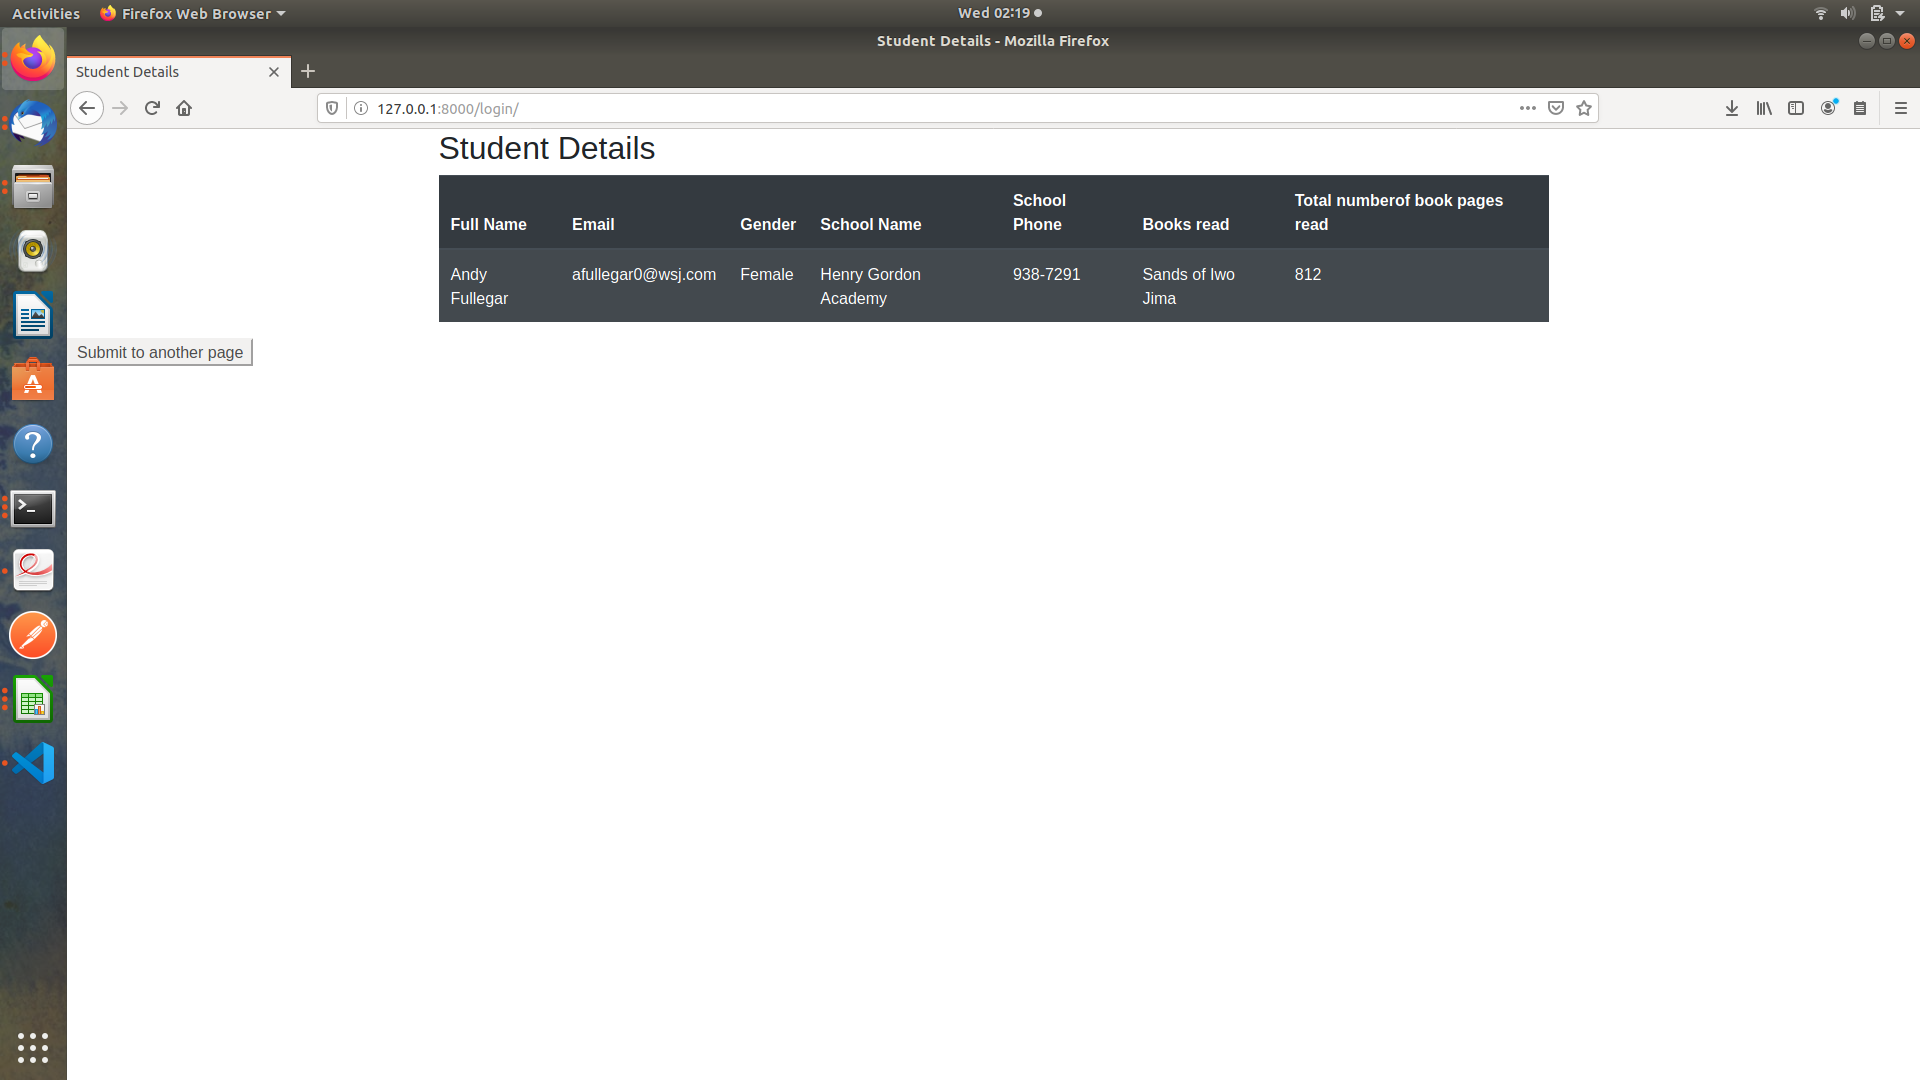 Activities
Firefox Web Browser
Wed 02:19
Student Details - Mozilla Firefox
Student Details
127.0.0.1:8000/login/
Student Details
Full Name Email Gender School Name School Phone Books read Total numberof book pages read
Andy Fullegar afullegar0@wsj.com Female Henry Gordon Academy 938-7291 Sands of Iwo Jima 812
Submit to another page